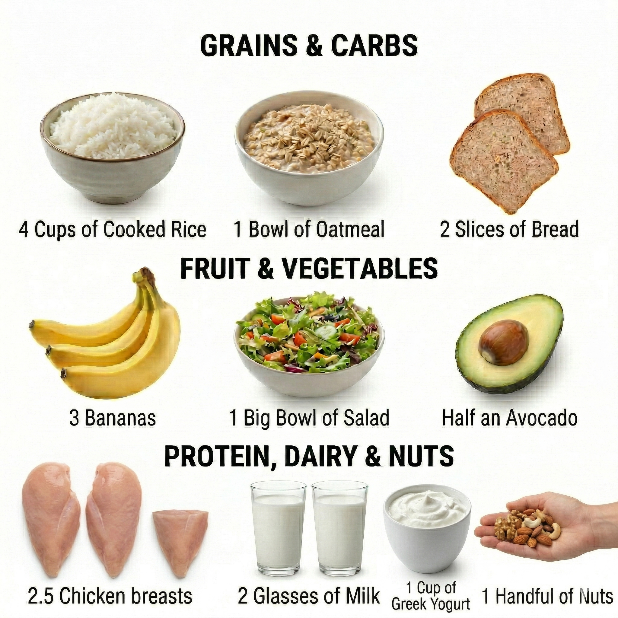 GRAINS & CARBS
4 Cups of Cooked Rice
1 Bowl of Oatmeal
2 Slices of Bread
FRUIT & VEGETABLES
3 Bananas
1 Big Bowl of Salad
Half an Avocado
PROTEIN, DAIRY & NUTS
2.5 Chicken breasts
2 Glasses of Milk
1 Cup of
Greek Yogurt
1 Handful of Nuts